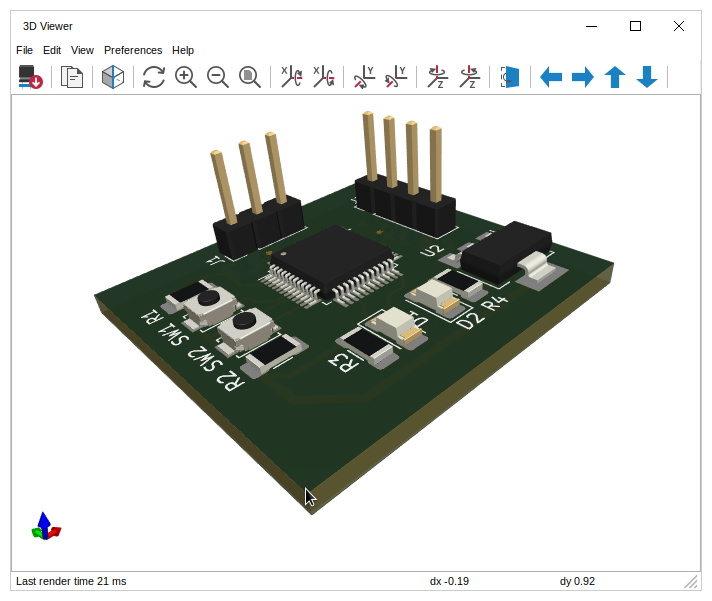 3D Viewer
File Edit View Preferences Help
X X Y Y Z Z
U2
J1
R1
SW1
SW2
R2
R3
D2
R4
Last render time 21 ms dx -0.19 dy 0.92